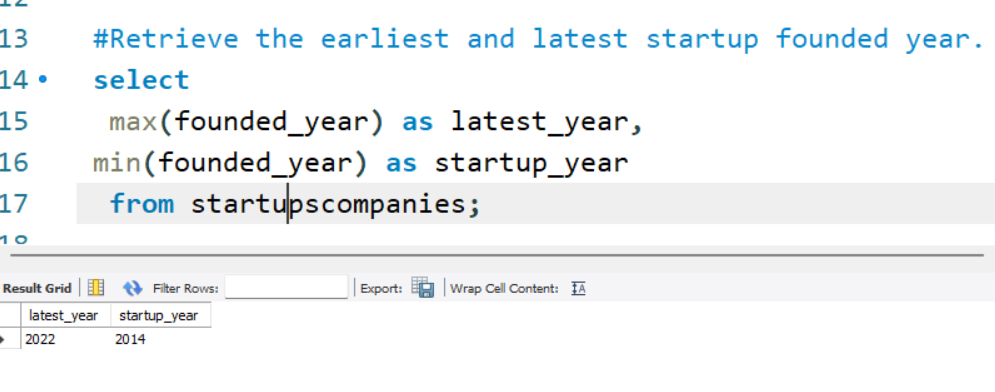 12
13 #Retrieve the earliest and latest startup founded year.
14 select
15 max(founded_year) as latest_year,
16 min(founded_year) as startup_year
17 from startupscompanies;
18
Result Grid Filter Rows: Export: Wrap Cell Content: IA
latest_year startup_year
2022 2014